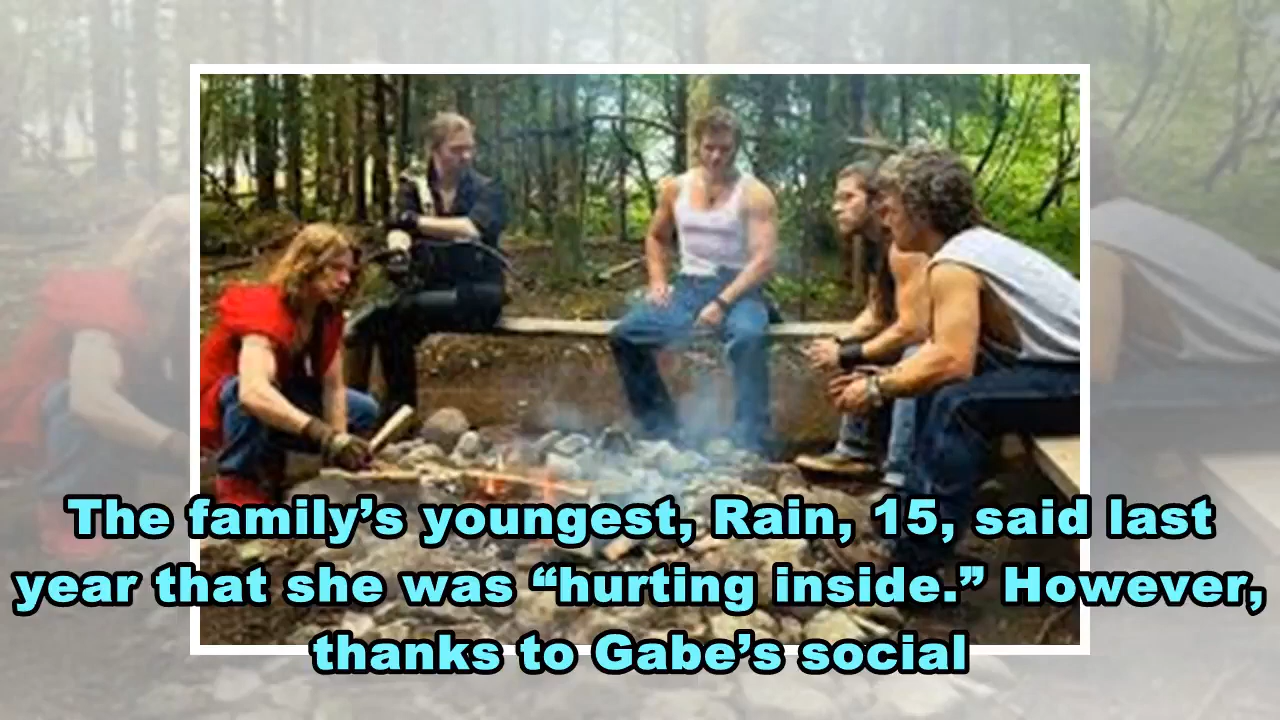 The family’s youngest, Rain, 15, said last
year that she was “hurting inside.” However,
thanks to Gabe’s social